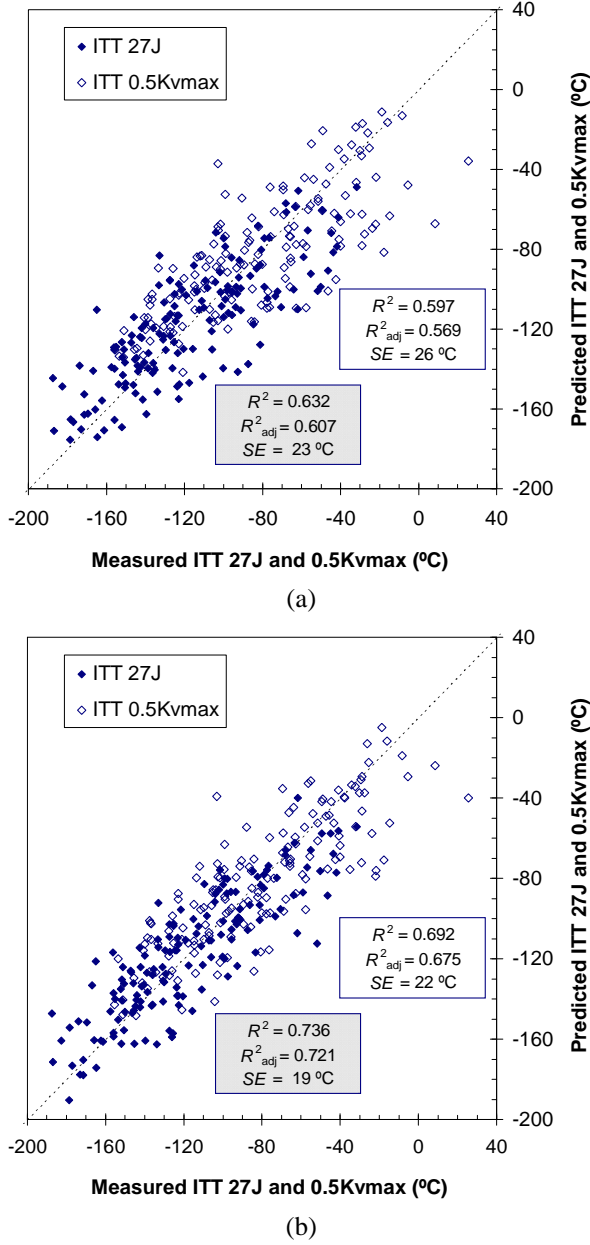 ITT 27J
ITT 0.5Kvmax
40
0
-40
-80
-120
-160
-200
Predicted ITT 27J and 0.5Kvmax (ºC)
R² = 0.597
R²adj = 0.569
SE = 26 ºC
R² = 0.632
R²adj = 0.607
SE = 23 ºC
-200 -160 -120 -80 -40 0 40
Measured ITT 27J and 0.5Kvmax (ºC)
(a)
ITT 27J
ITT 0.5Kvmax
40
0
-40
-80
-120
-160
-200
Predicted ITT 27J and 0.5Kvmax (ºC)
R² = 0.692
R²adj = 0.675
SE = 22 ºC
R² = 0.736
R²adj = 0.721
SE = 19 ºC
-200 -160 -120 -80 -40 0 40
Measured ITT 27J and 0.5Kvmax (ºC)
(b)